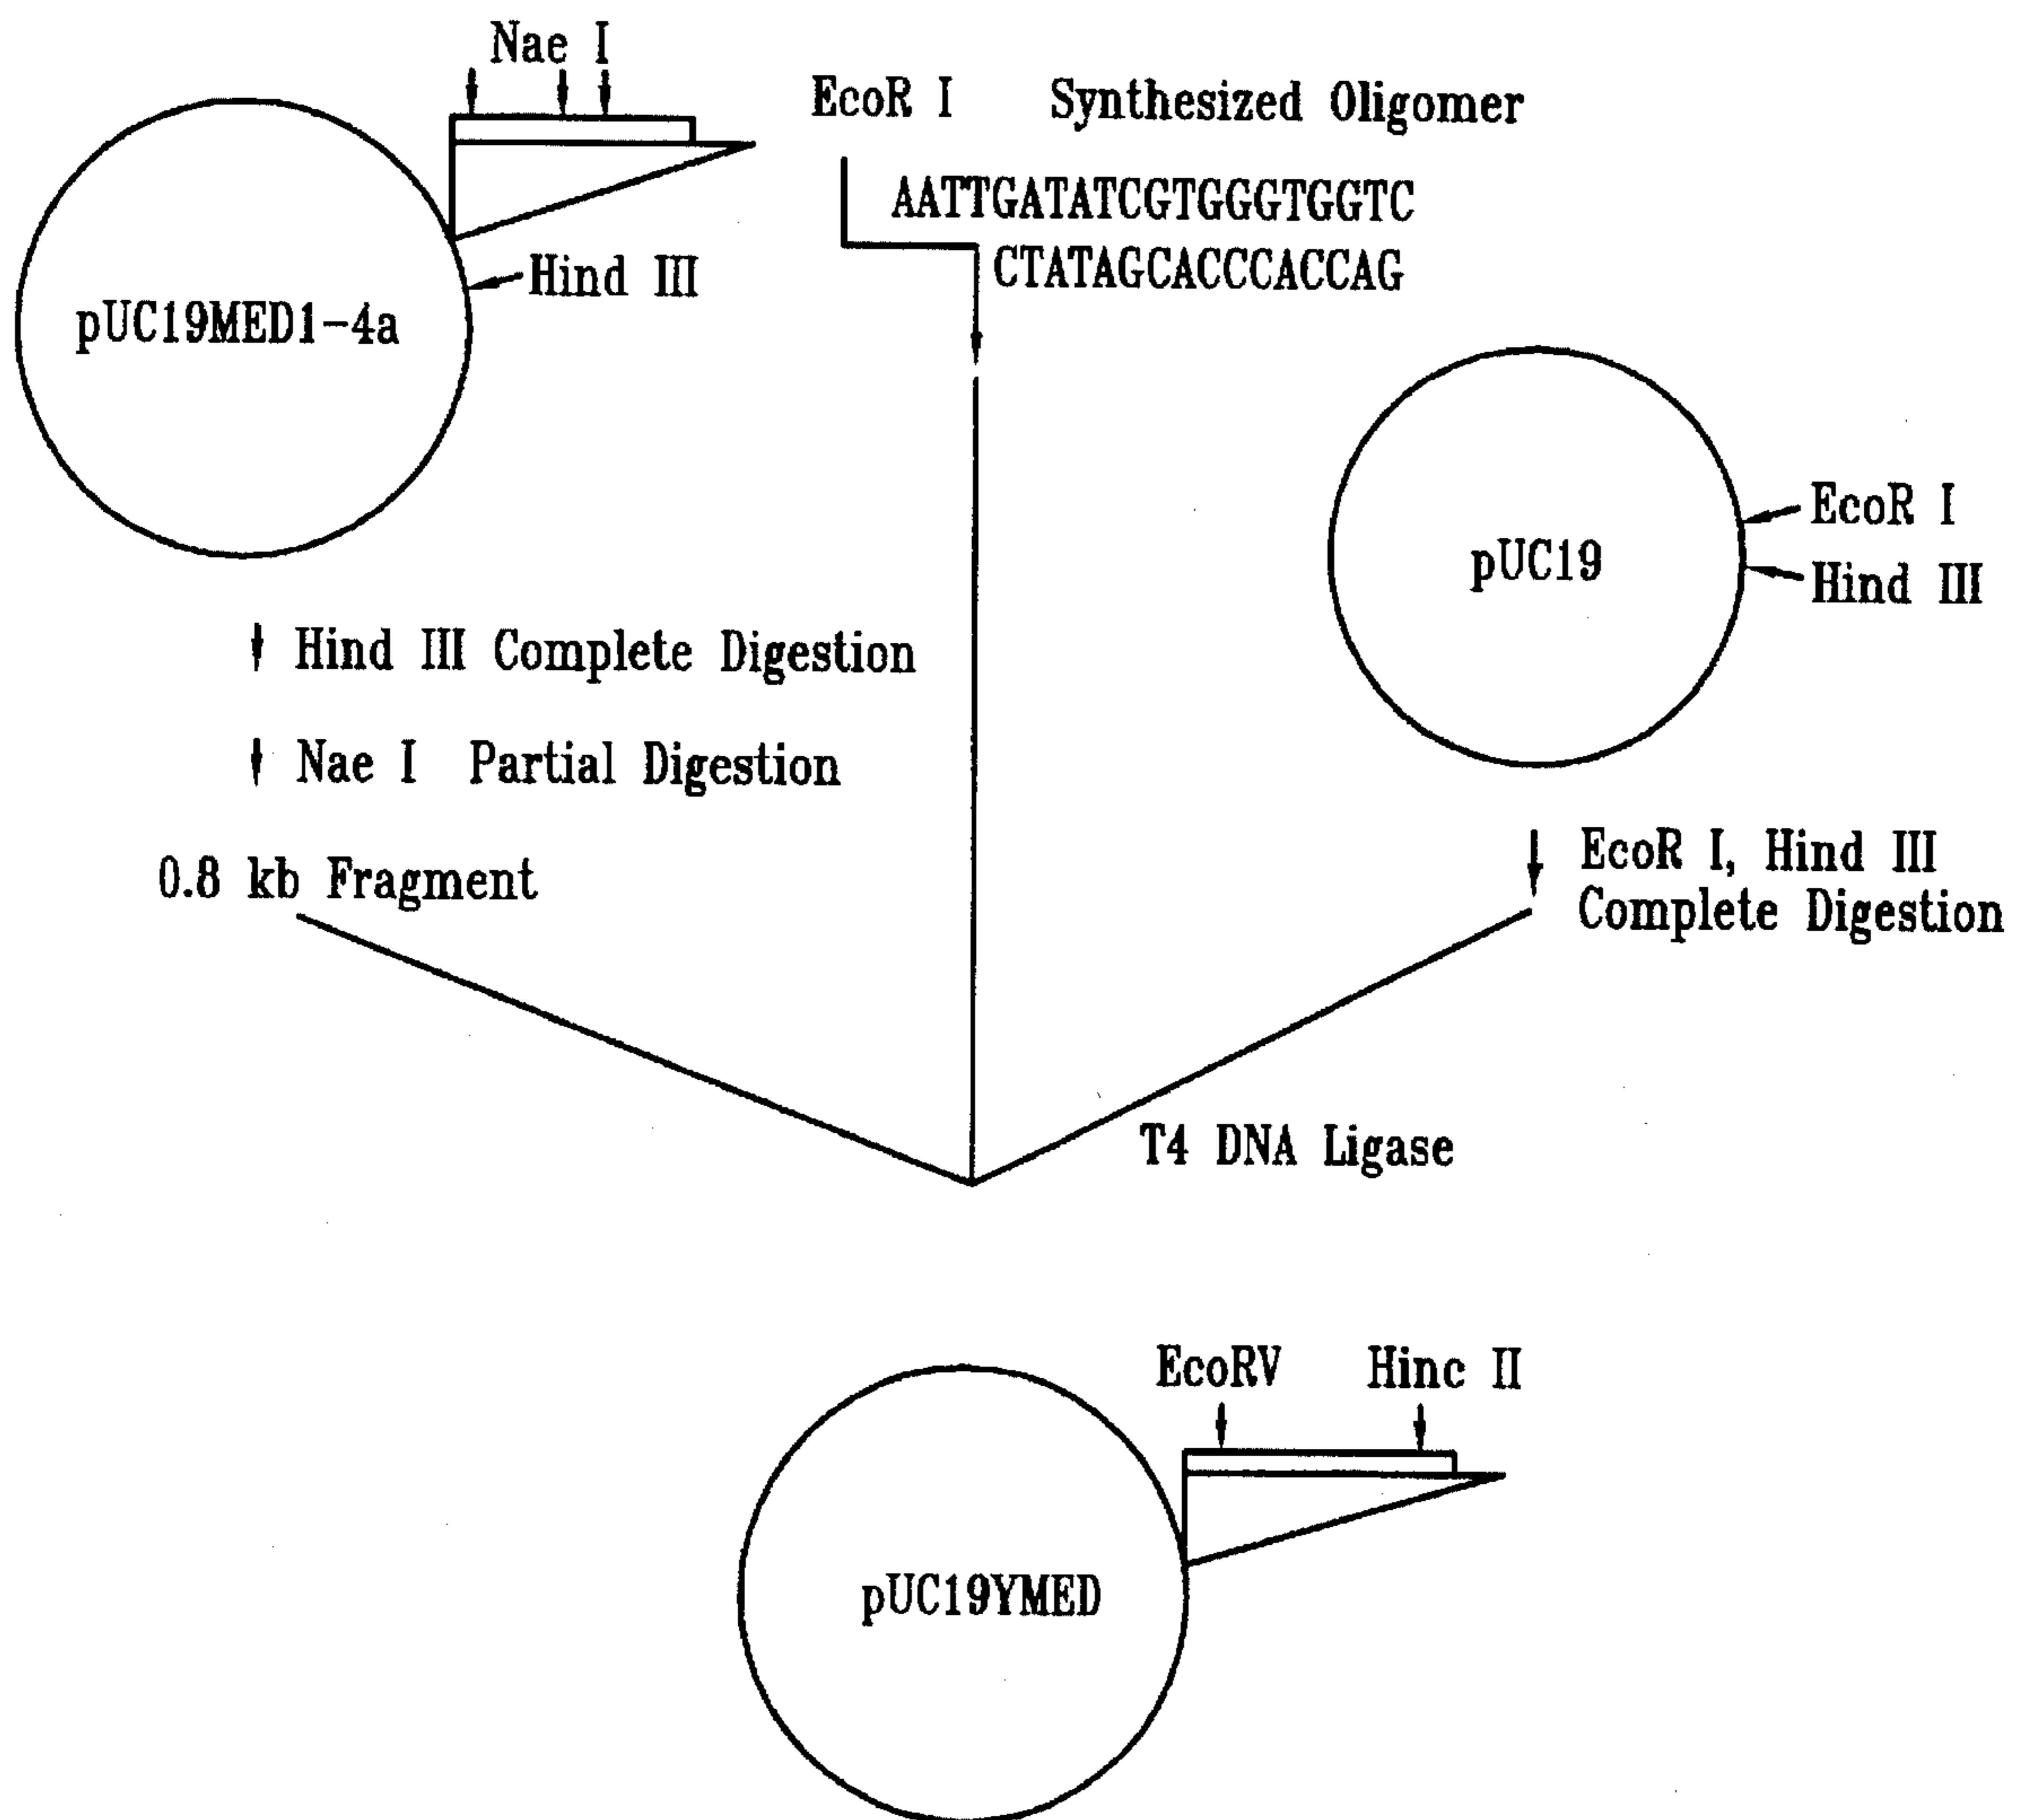 Nae I
EcoR I
Synthesized Oligomer
AATTGATATCGTGGGTGGTC
CTATAGCACCCACCAG
Hind III
pUC19MED1-4a
EcoR I
pUC19
Hind III
Hind III Complete Digestion
Nae I Partial Digestion
0.8 kb Fragment
EcoR I, Hind III
Complete Digestion
T4 DNA Ligase
EcoRV
Hinc II
pUC19YMED